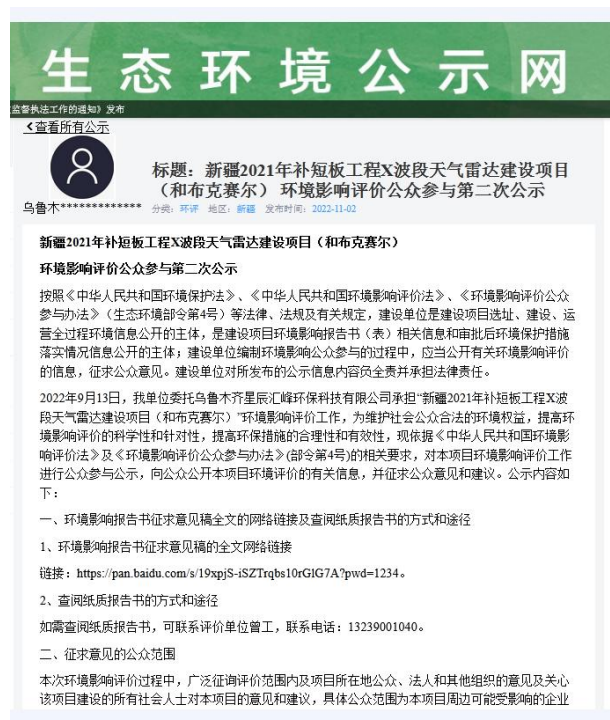 生态环境公示网
监督执法工作的通知》发布
查看所有公示
标题：新疆2021年补短板工程X波段天气雷达建设项目
（和布克赛尔）环境影响评价公众参与第二次公示
乌鲁木*************
分类：环评 地区：新疆 发布时间：2022-11-02
新疆2021年补短板工程X波段天气雷达建设项目（和布克赛尔）
环境影响评价公众参与第二次公示
按照《中华人民共和国环境保护法》、《中华人民共和国环境影响评价法》、《环境影响评价公众
参与办法》（生态环境部令第4号）等法律、法规及有关规定，建设单位是建设项目选址、建设、运
营全过程环境信息公开的主体，是建设项目环境影响报告书（表）相关信息和审批后环境保护措施
落实情况信息公开的主体；建设单位编制环境影响公众参与的过程中，应当公开有关环境影响评价
的信息，征求公众意见。建设单位对所发布的公示信息内容负全责并承担法律责任。
2022年9月13日，我单位委托乌鲁木齐星辰汇峰环保科技有限公司承担“新疆2021年补短板工程X波
段天气雷达建设项目（和布克赛尔）”环境影响评价工作，为维护社会公众合法的环境权益，提高环
境影响评价的科学性和针对性，提高环保措施的合理性和有效性，现依据《中华人民共和国环境影
响评价法》及《环境影响评价公众参与办法》(部令第4号)的相关要求，对本项目环境影响评价工作
进行公众参与公示，向公众公开本项目环境评价的有关信息，并征求公众意见和建议。公示内容如
下：
一、环境影响报告书征求意见稿全文的网络链接及查阅纸质报告书的方式和途径
1、环境影响报告书征求意见稿的全文网络链接
链接：https://pan.baidu.com/s/19xpjS-iSZTrqbs10rGlG7A?pwd=1234。
2、查阅纸质报告书的方式和途径
如需查阅纸质报告书，可联系评价单位曾工，联系电话：13239001040。
二、征求意见的公众范围
本次环境影响评价过程中，广泛征询评价范围内及项目所在地公众、法人和其他组织的意见及关心
该项目建设的所有社会人士对本项目的意见和建议，具体公众范围为本项目周边可能受影响的企业